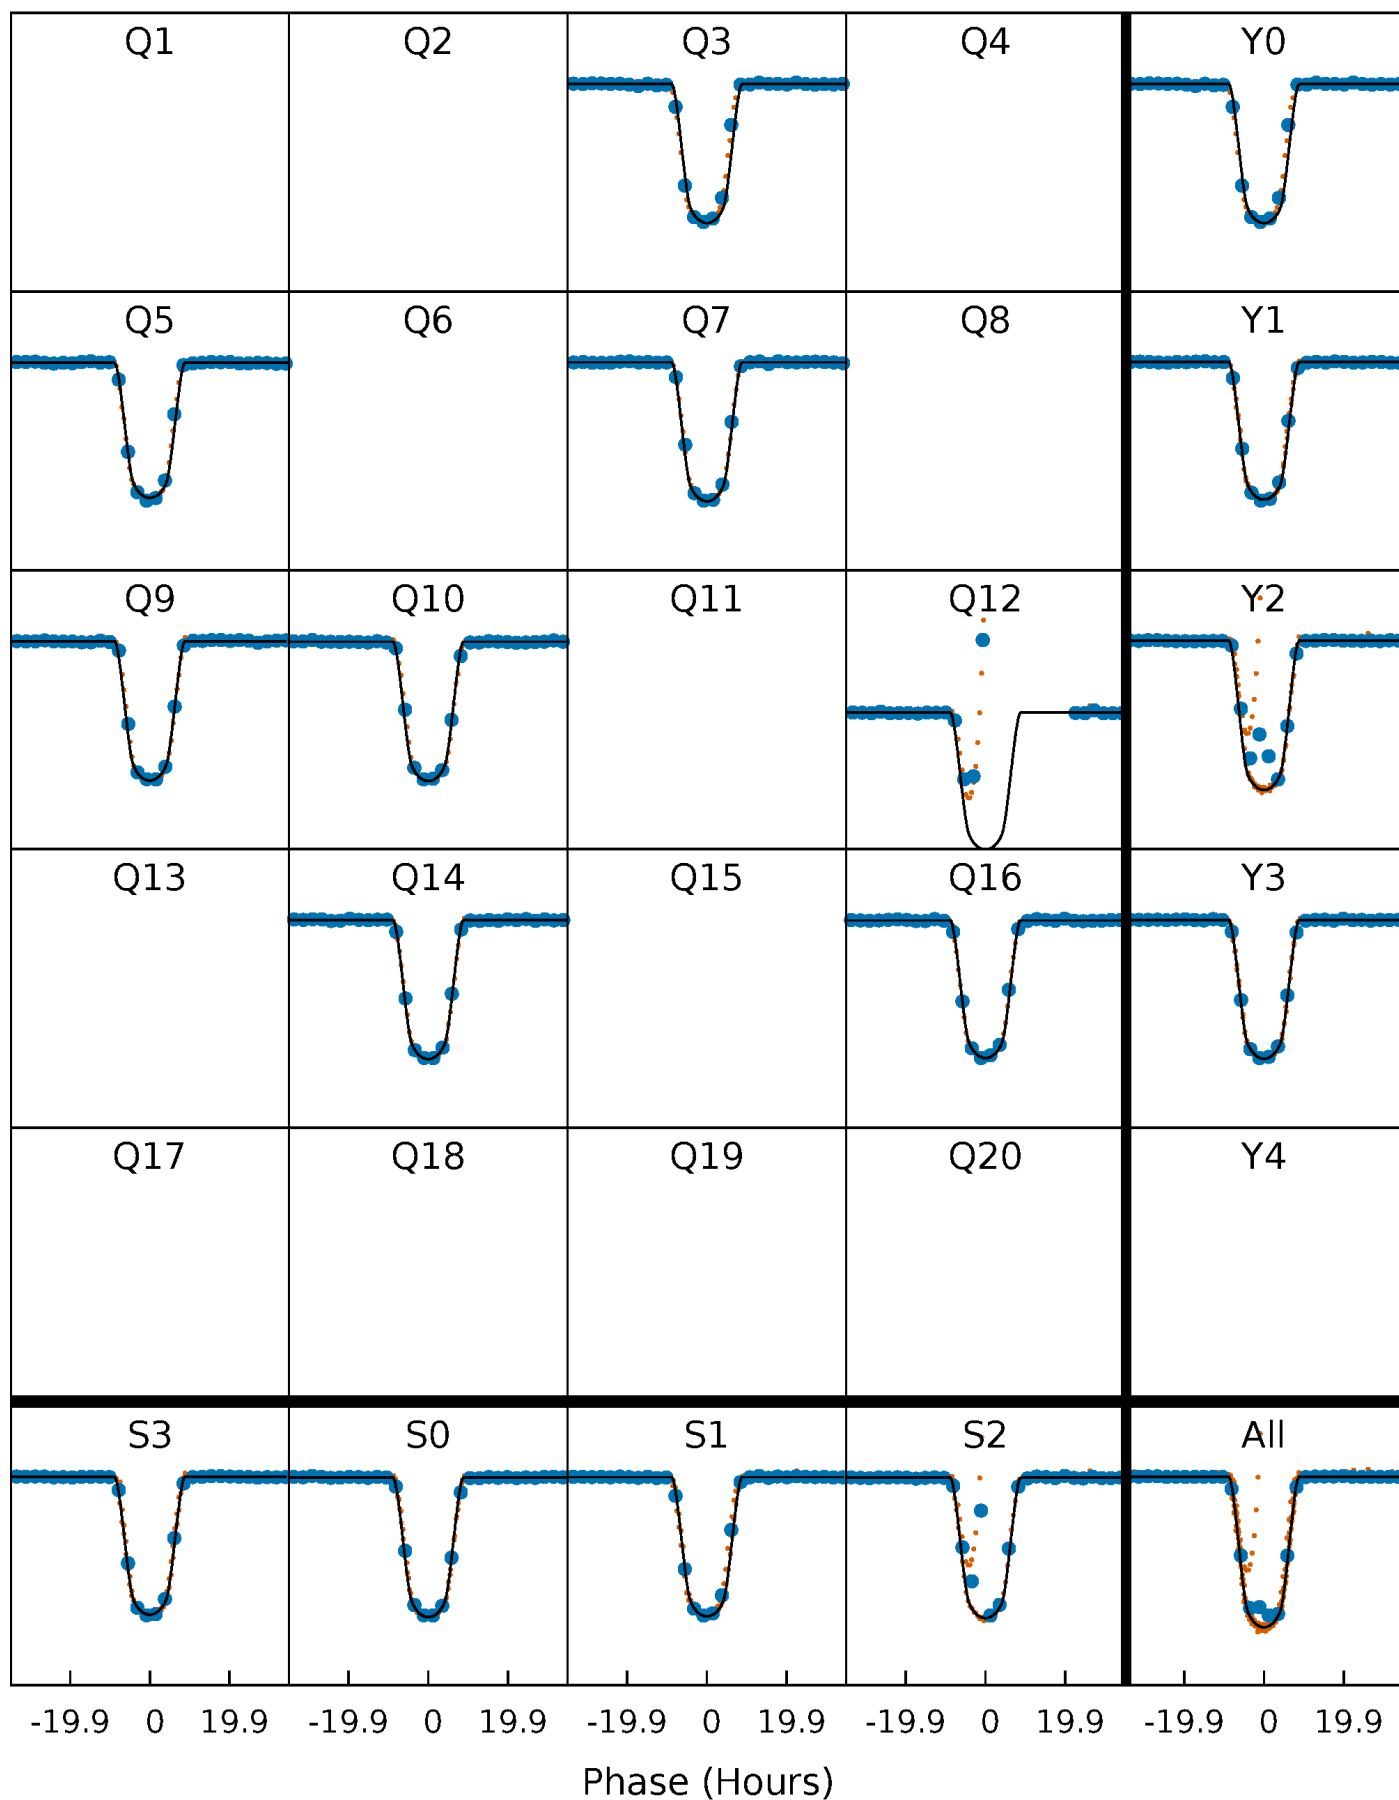 Q1 Q2 Q3 Q4 Y0
Q5 Q6 Q7 Q8 Y1
Q9 Q10 Q11 Q12 Y2
Q13 Q14 Q15 Q16 Y3
Q17 Q18 Q19 Q20 Y4
S3 S0 S1 S2 All
-19.9 0 19.9 -19.9 0 19.9 -19.9 0 19.9 -19.9 0 19.9 -19.9 0 19.9
Phase (Hours)